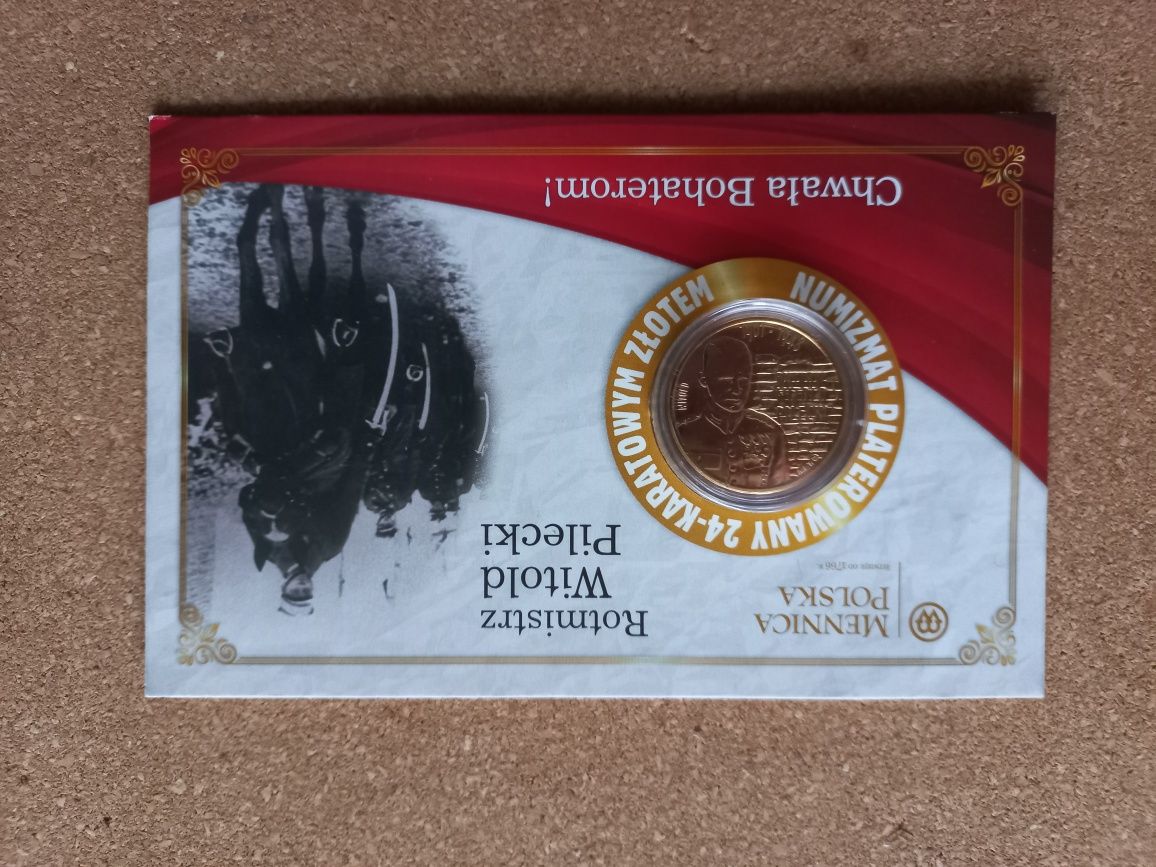 MENNICA
POLSKA
Rotmistrz
Witold
Pilecki
NUMIZMAT PLATEROWANY 24-KARATOWYM ZŁOTEM
Chwała Bohaterom!